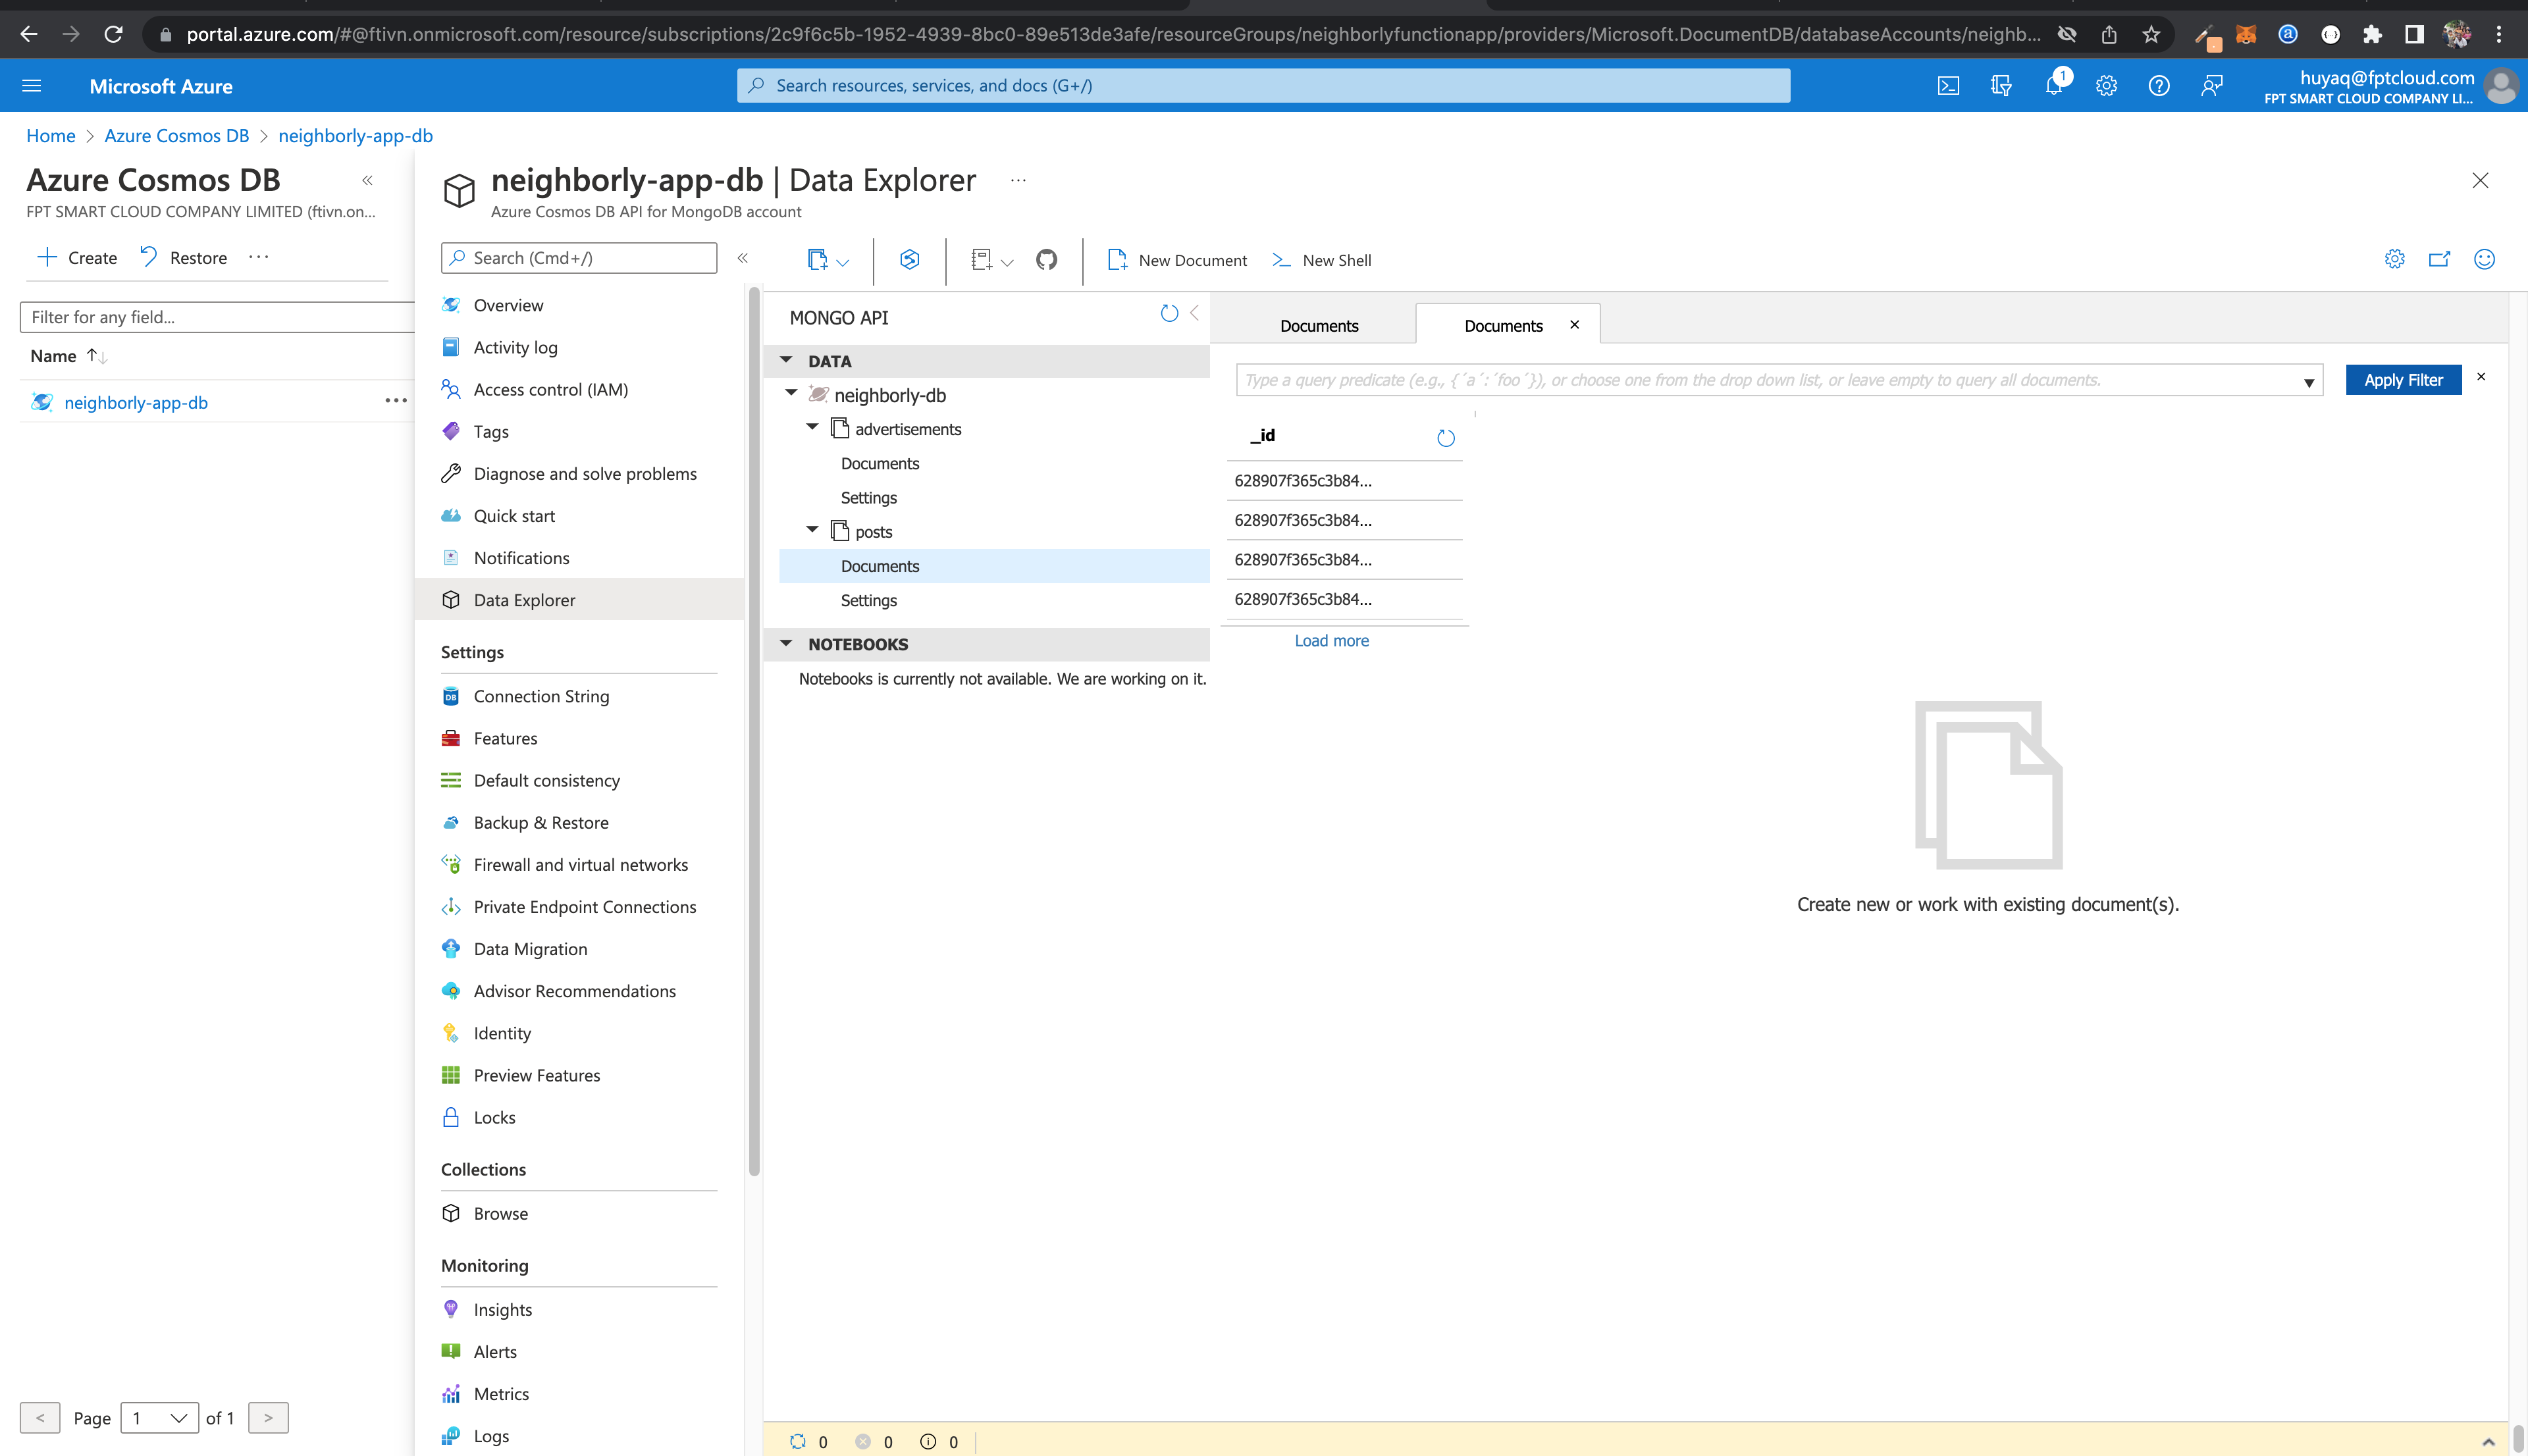 portal.azure.com/#@ftivn.onmicrosoft.com/resource/subscriptions/2c9f6c5b-1952-4939-8bc0-89e513de3afe/resourceGroups/neighborlyfunctionapp/providers/Microsoft.DocumentDB/databaseAccounts/neighb...
Microsoft Azure
Search resources, services, and docs (G+/)
1
huyaq@fptcloud.com
FPT SMART CLOUD COMPANY LI...
Home > Azure Cosmos DB > neighborly-app-db
Azure Cosmos DB
FPT SMART CLOUD COMPANY LIMITED (ftivn.on...
Create
Restore
Filter for any field...
Name
neighborly-app-db
Page 1 of 1
neighborly-app-db | Data Explorer
Azure Cosmos DB API for MongoDB account
Search (Cmd+/)
Overview
Activity log
Access control (IAM)
Tags
Diagnose and solve problems
Quick start
Notifications
Data Explorer
Settings
Connection String
Features
Default consistency
Backup & Restore
Firewall and virtual networks
Private Endpoint Connections
Data Migration
Advisor Recommendations
Identity
Preview Features
Locks
Collections
Browse
Monitoring
Insights
Alerts
Metrics
Logs
New Document
New Shell
MONGO API
DATA
neighborly-db
advertisements
Documents
Settings
posts
Documents
Settings
NOTEBOOKS
Notebooks is currently not available. We are working on it.
Documents
Documents
Type a query predicate (e.g., {´a´:´foo´}), or choose one from the drop down list, or leave empty to query all documents.
Apply Filter
_id
628907f365c3b84...
628907f365c3b84...
628907f365c3b84...
628907f365c3b84...
Load more
Create new or work with existing document(s).
0 0 0